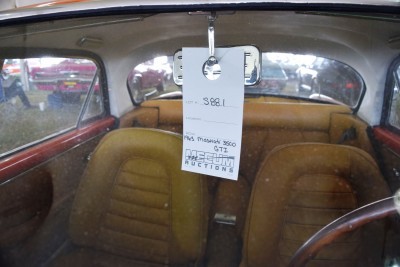 S88.1
1965 Maserati 3500
GTI
MECUM
AUCTIONS